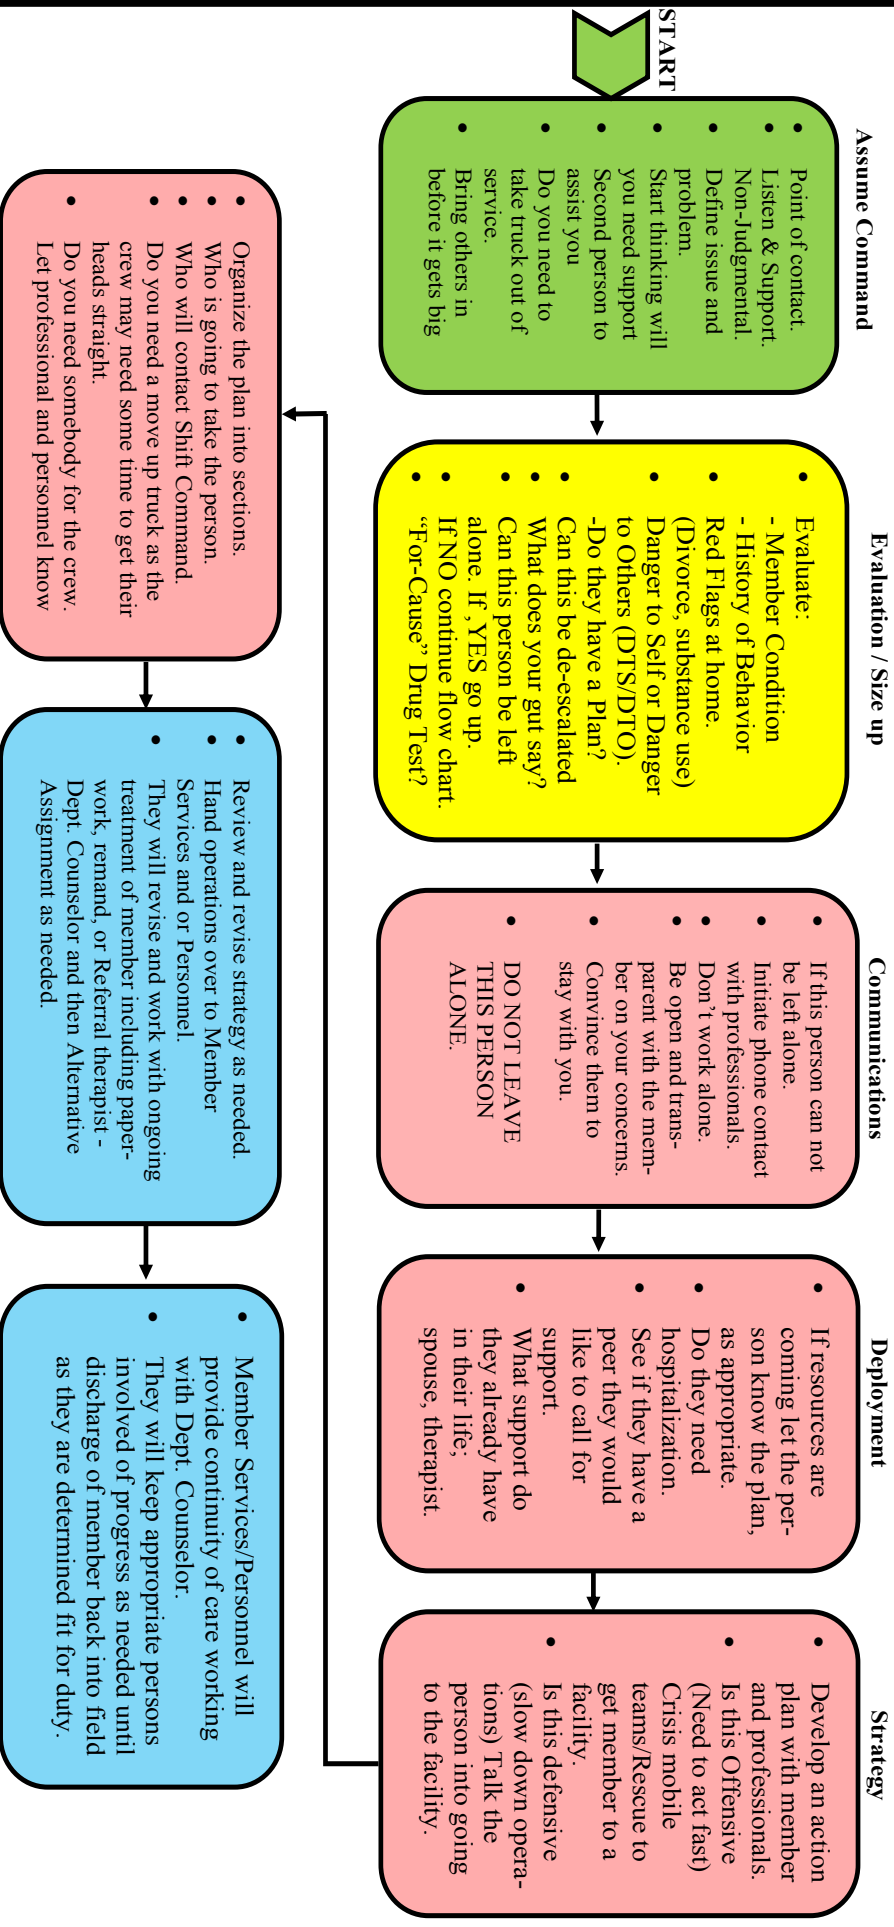 START
Assume Command
Point of contact.
Listen & Support.
Non-Judgmental.
Define issue and
problem.
Start thinking will
you need support
Second person to
assist you
Do you need to
take truck out of
service.
Bring others in
before it gets big
Evaluation / Size up
Evaluate:
- Member Condition
- History of Behavior
Red Flags at home.
(Divorce, substance use)
Danger to Self or Danger
to Others (DTS/DTO).
-Do they have a Plan?
Can this be de-escalated
What does your gut say?
Can this person be left
alone. If ,YES go up.
If NO continue flow chart.
“For-Cause” Drug Test?
Communications
If this person can not
be left alone.
Initiate phone contact
with professionals.
Don’t work alone.
Be open and trans-
parent with the mem-
ber on your concerns.
Convince them to
stay with you.
DO NOT LEAVE
THIS PERSON
ALONE.
Deployment
If resources are
coming let the per-
son know the plan,
as appropriate.
Do they need
hospitalization.
See if they have a
peer they would
like to call for
support.
What support do
they already have
in their life;
spouse, therapist.
Strategy
Develop an action
plan with member
and professionals.
Is this Offensive
(Need to act fast)
Crisis mobile
teams/Rescue to
get member to a
facility.
Is this defensive
(slow down opera-
tions) Talk the
person into going
to the facility.
Organize the plan into sections.
Who is going to take the person.
Who will contact Shift Command.
Do you need a move up truck as the
crew may need some time to get their
heads straight.
Do you need somebody for the crew.
Let professional and personnel know
Review and revise strategy as needed.
Hand operations over to Member
Services and or Personnel.
They will revise and work with ongoing
treatment of member including paper-
work, remand, or Referral therapist -
Dept. Counselor and then Alternative
Assignment as needed.
Member Services/Personnel will
provide continuity of care working
with Dept. Counselor.
They will keep appropriate persons
involved of progress as needed until
discharge of member back into field
as they are determined fit for duty.